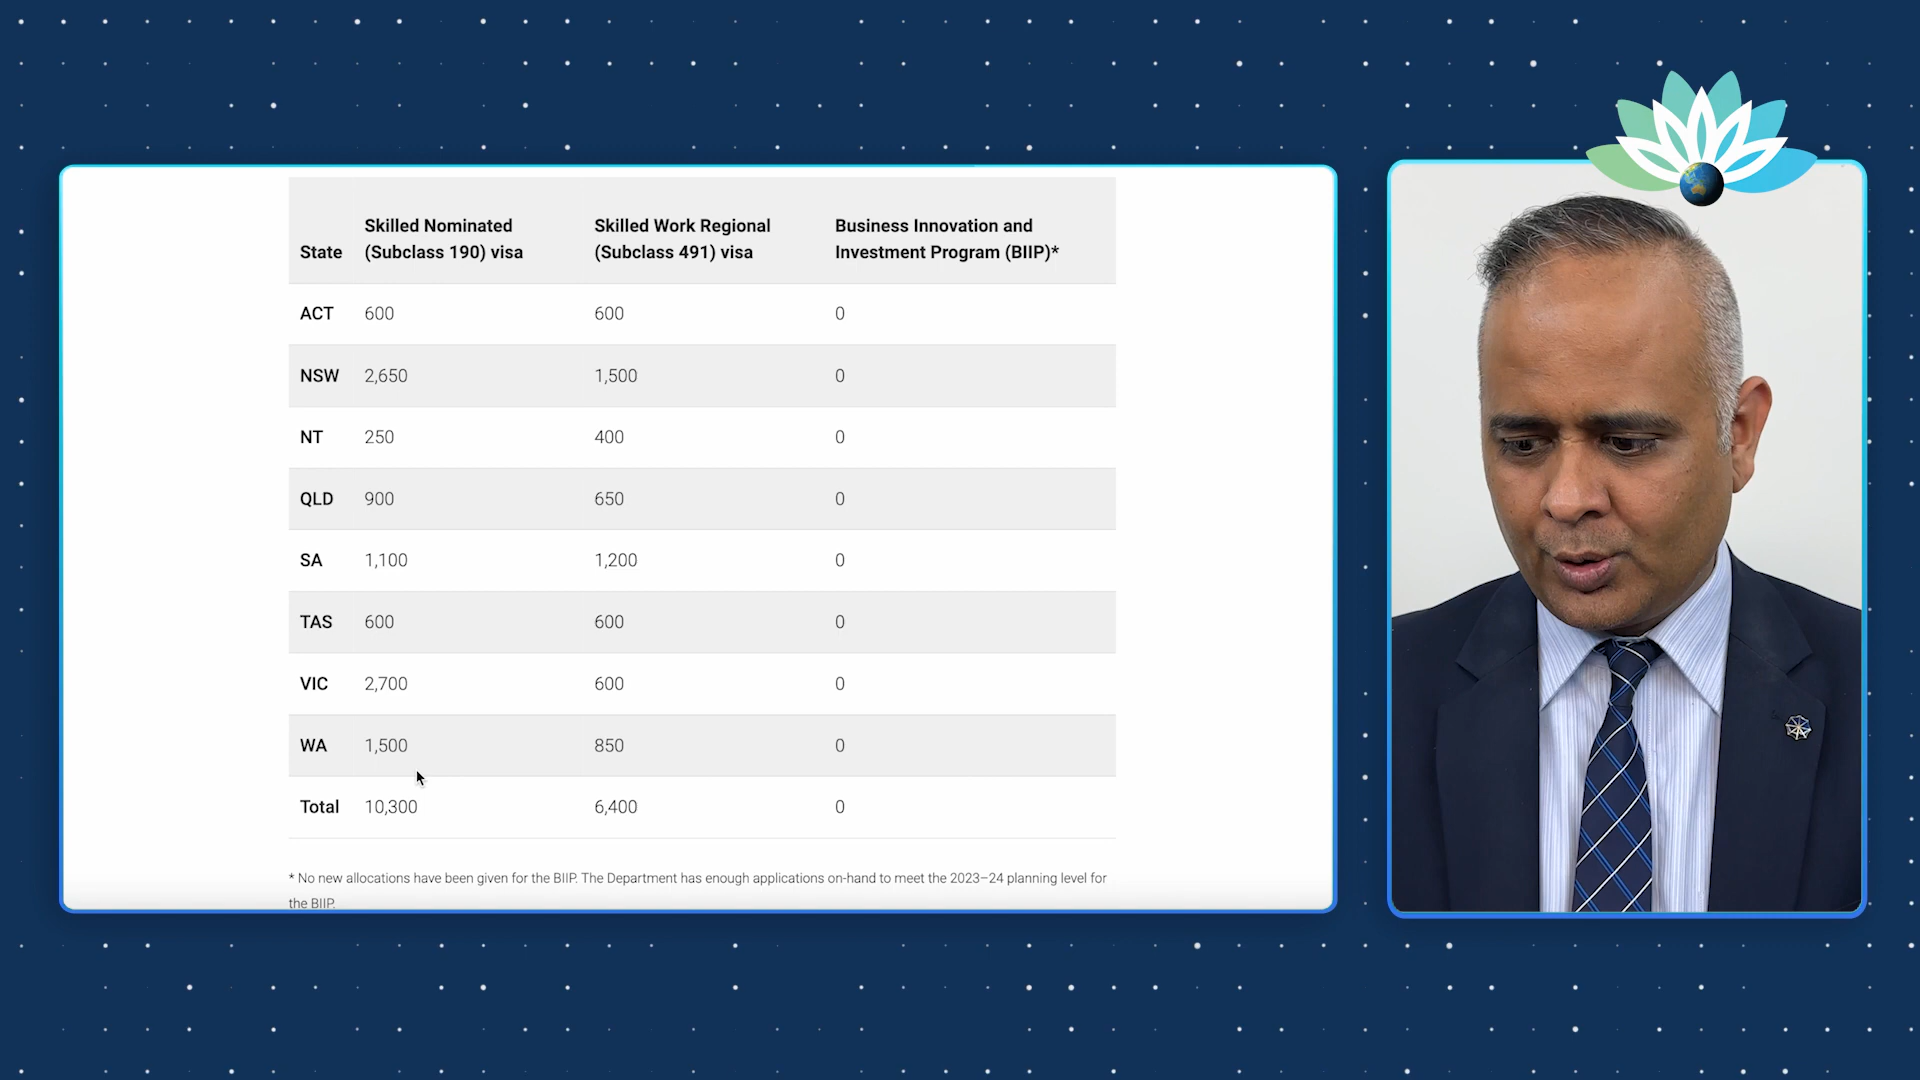 State Skilled Nominated (Subclass 190) visa Skilled Work Regional (Subclass 491) visa Business Innovation and Investment Program (BIIP)*
ACT 600 600 0
NSW 2,650 1,500 0
NT 250 400 0
QLD 900 650 0
SA 1,100 1,200 0
TAS 600 600 0
VIC 2,700 600 0
WA 1,500 850 0
Total 10,300 6,400 0
* No new allocations have been given for the BIIP. The Department has enough applications on-hand to meet the 2023–24 planning level for
the BIIP.